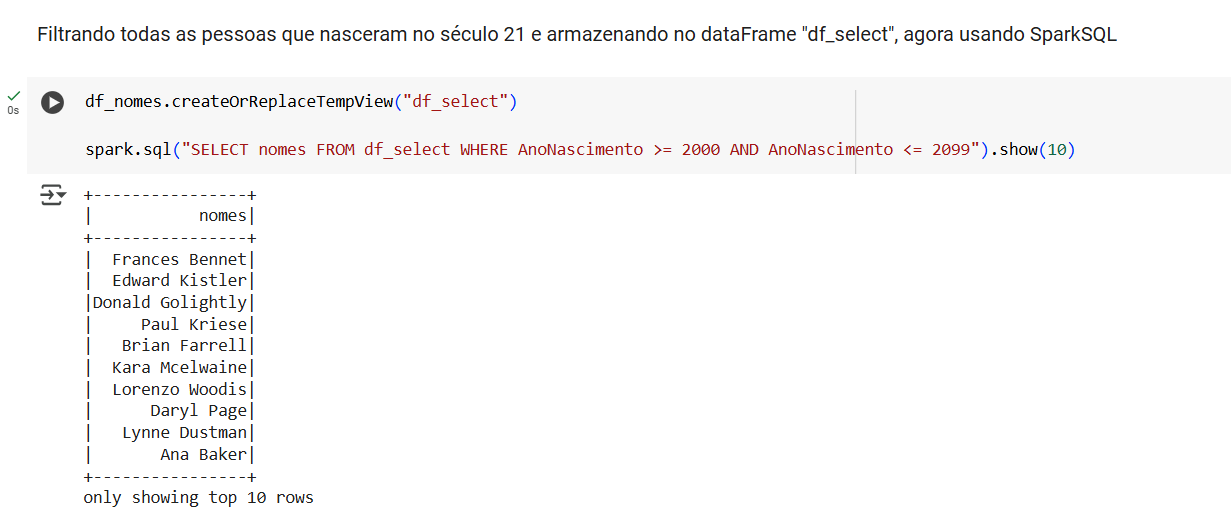 Filtrando todas as pessoas que nasceram no século 21 e armazenando no dataFrame "df_select", agora usando SparkSQL
0s
df_nomes.createOrReplaceTempView("df_select")
spark.sql("SELECT nomes FROM df_select WHERE AnoNascimento >= 2000 AND AnoNascimento <= 2099").show(10)
+----------------+
|           nomes|
+----------------+
|  Frances Bennet|
|  Edward Kistler|
|Donald Golightly|
|     Paul Kriese|
|   Brian Farrell|
|  Kara Mcelwaine|
|  Lorenzo Woodis|
|      Daryl Page|
|   Lynne Dustman|
|       Ana Baker|
+----------------+
only showing top 10 rows